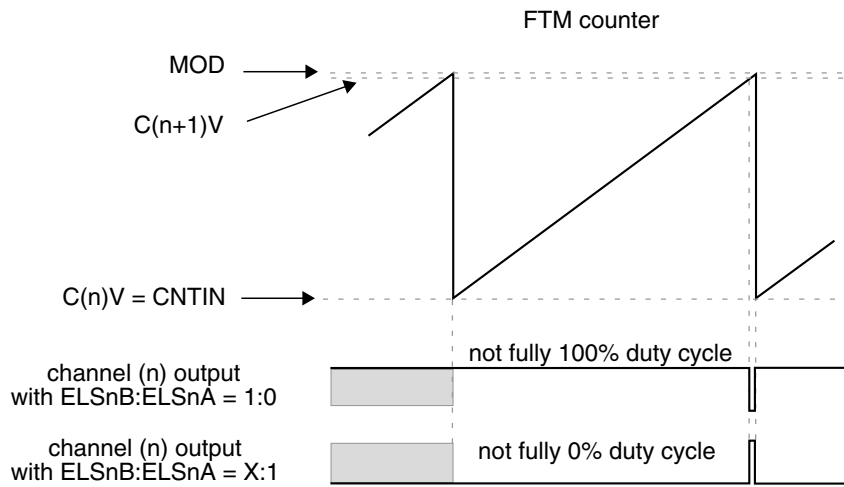 FTM counter
MOD
C(n+1)V
C(n)V = CNTIN
not fully 100% duty cycle
channel (n) output
with ELSnB:ELSnA = 1:0
not fully 0% duty cycle
channel (n) output
with ELSnB:ELSnA = X:1